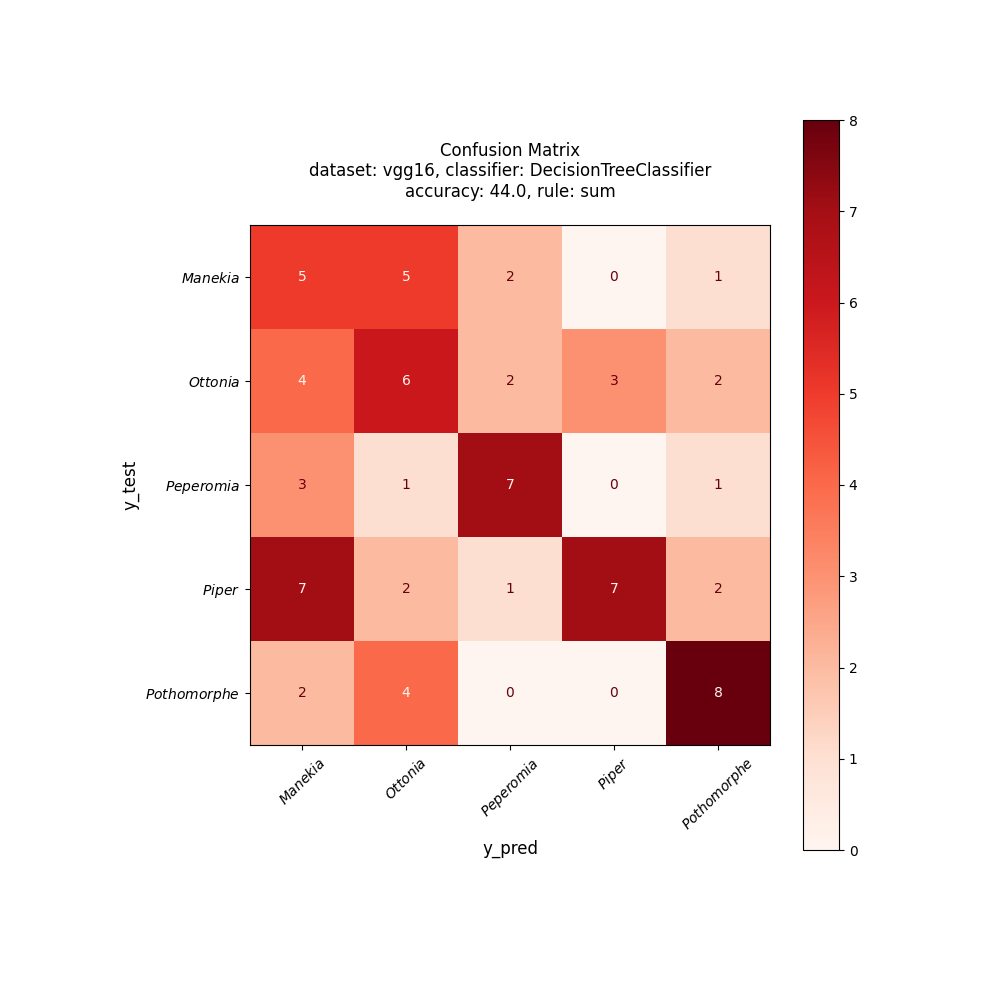 Confusion Matrix
dataset: vgg16, classifier: DecisionTreeClassifier
accuracy: 44.0, rule: sum
Manekia 5 5 2 0 1
Ottonia 4 6 2 3 2
Peperomia 3 1 7 0 1
Piper 7 2 1 7 2
Pothomorphe 2 4 0 0 8
y_test
Manekia Ottonia Peperomia Piper Pothomorphe
y_pred
8
7
6
5
4
3
2
1
0